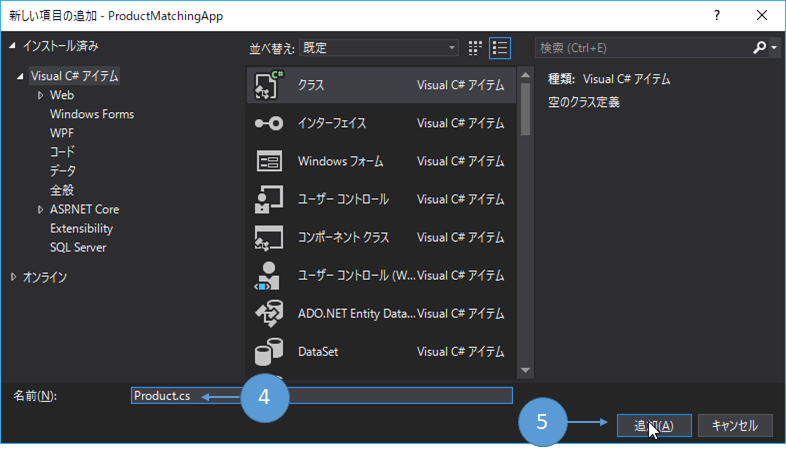 新しい項目の追加 - ProductMatchingApp
? ×
インストール済み
並べ替え: 既定
検索 (Ctrl+E)
Visual C# アイテム
Web
Windows Forms
WPF
コード
データ
全般
ASP.NET Core
Extensibility
SQL Server
オンライン
C#
クラス Visual C# アイテム
インターフェイス Visual C# アイテム
Windows フォーム Visual C# アイテム
ユーザー コントロール Visual C# アイテム
コンポーネント クラス Visual C# アイテム
ユーザー コントロール (W... Visual C# アイテム
ADO.NET Entity Data... Visual C# アイテム
DataSet Visual C# アイテム
種類: Visual C# アイテム
空のクラス定義
名前(N): Product.cs
4
5
追加(A) キャンセル